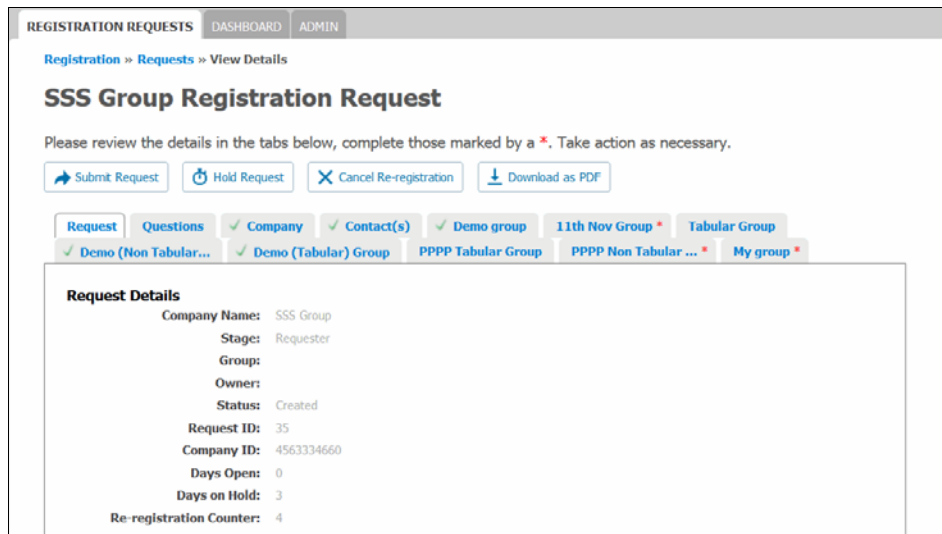 REGISTRATION REQUESTS DASHBOARD ADMIN
Registration » Requests » View Details
SSS Group Registration Request
Please review the details in the tabs below, complete those marked by a *. Take action as necessary.
Submit Request Hold Request Cancel Re-registration Download as PDF
Request Questions Company Contact(s) Demo group 11th Nov Group * Tabular Group
Demo (Non Tabular... Demo (Tabular) Group PPPP Tabular Group PPPP Non Tabular ... * My group *
Request Details
Company Name: SSS Group
Stage: Requester
Group:
Owner:
Status: Created
Request ID: 35
Company ID: 4563334660
Days Open: 0
Days on Hold: 3
Re-registration Counter: 4